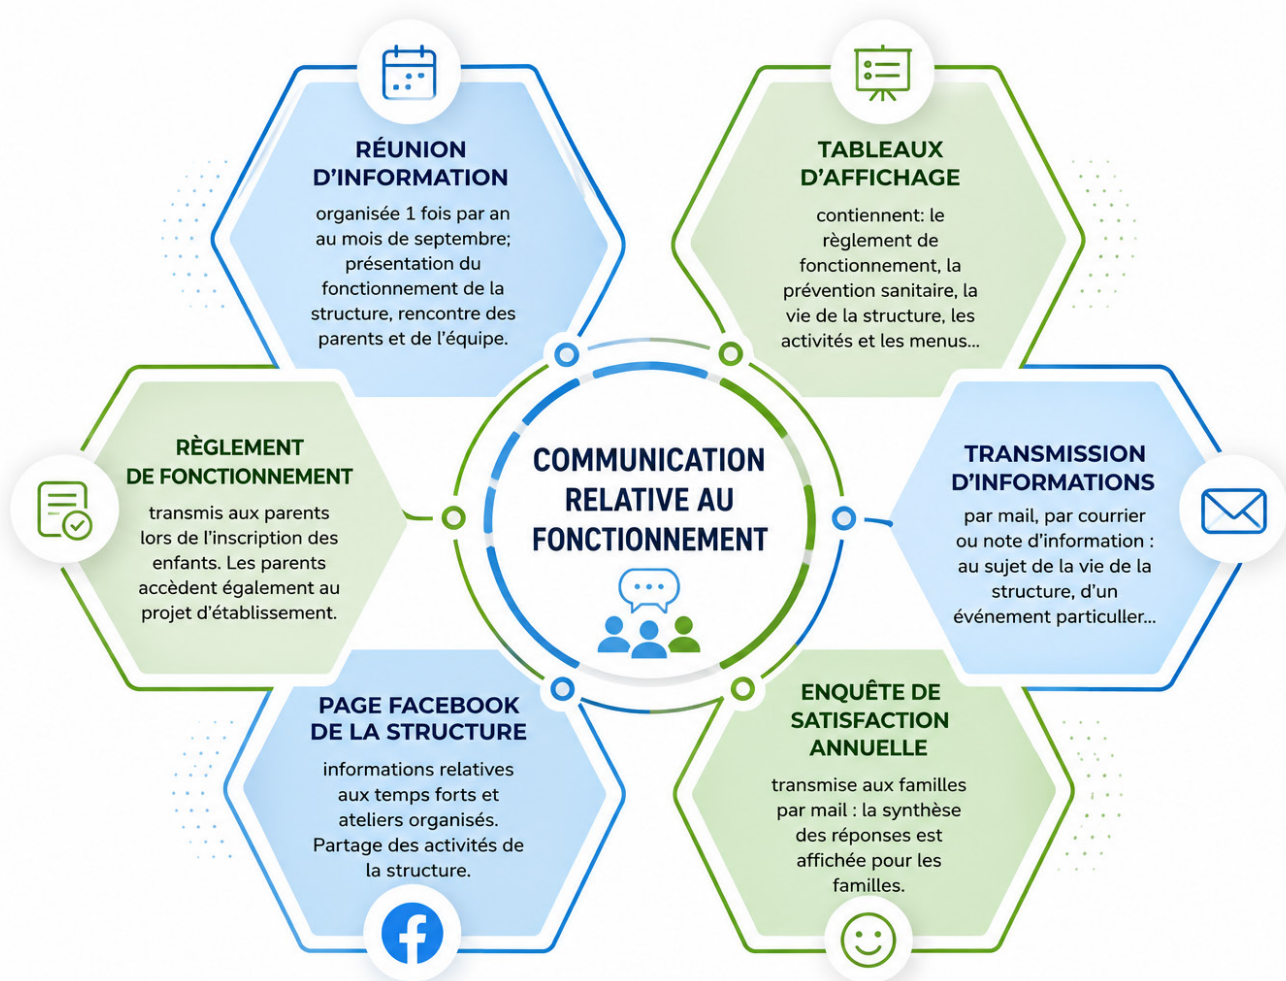 RÉUNION
D'INFORMATION
organisée 1 fois par an
au mois de septembre;
présentation du
fonctionnement de la
structure, rencontre des
parents et de l'équipe.
TABLEAUX
D'AFFICHAGE
contiennent: le
règlement de
fonctionnement, la
prévention sanitaire, la
vie de la structure, les
activités et les menus...
RÈGLEMENT
DE FONCTIONNEMENT
transmis aux parents
lors de l'inscription des
enfants. Les parents
accèdent également au
projet d'établissement.
COMMUNICATION
RELATIVE AU
FONCTIONNEMENT
TRANSMISSION
D'INFORMATIONS
par mail, par courrier
ou note d'information :
au sujet de la vie de la
structure, d'un
événement particuller...
PAGE FACEBOOK
DE LA STRUCTURE
informations relatives
aux temps forts et
ateliers organisés.
Partage des activités de
la structure.
ENQUÊTE DE
SATISFACTION
ANNUELLE
transmise aux familles
par mail : la synthèse
des réponses est
affichée pour les
familles.